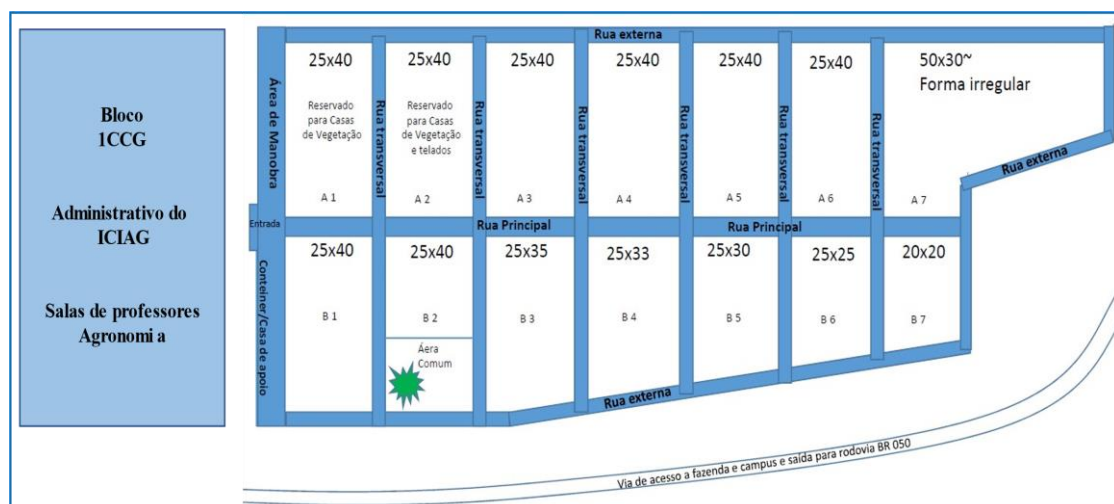 Bloco
1CCG
Administrativo do
ICIAG
Salas de professores
Agronomi a
Rua externa
Área de Manobra
25x40
Reservado
para Casas
de Vegetação
A 1
Rua transversal
25x40
Reservado
para Casas
de Vegetação
e telados
A 2
Rua transversal
25x40
A 3
Rua transversal
25x40
A 4
Rua transversal
25x40
A 5
Rua transversal
25x40
A 6
Rua transversal
50x30~
Forma irregular
A 7
Rua externa
Entrada
Rua Principal
Rua Principal
Conteiner/Casa de apoio
25x40
B 1
25x40
B 2
Áera
Comum
25x35
B 3
25x33
B 4
25x30
B 5
25x25
B 6
20x20
B 7
Rua externa
Via de acesso a fazenda e campus e saída para rodovia BR 050